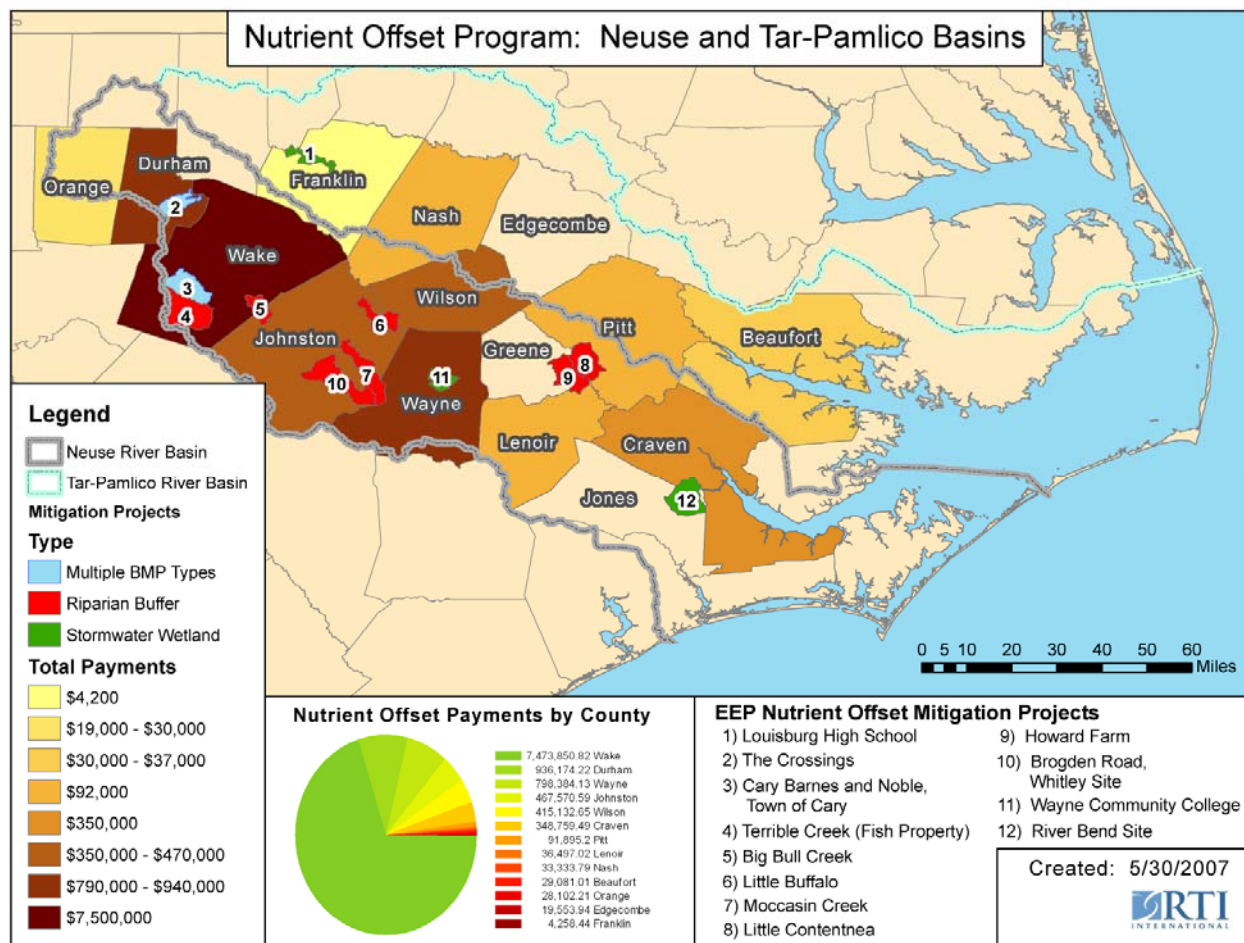 Nutrient Offset Program: Neuse and Tar-Pamlico Basins
1
Durham
Franklin
Orange
Nash
2
Edgecombe
Wake
3
Wilson
5
4
6
Pitt
Beaufort
Johnston
Greene
8
10
7
11
9
Wayne
Lenoir
Craven
Jones
12
Legend
Neuse River Basin
Tar-Pamlico River Basin
Mitigation Projects
Type
Multiple BMP Types
Riparian Buffer
Stormwater Wetland
Total Payments
$4,200
$19,000 - $30,000
$30,000 - $37,000
$92,000
$350,000
$350,000 - $470,000
$790,000 - $940,000
$7,500,000
0 5 10 20 30 40 50 60
Miles
Nutrient Offset Payments by County
7,473,850.82 Wake
936,174.22 Durham
798,384.13 Wayne
467,570.59 Johnston
415,132.65 Wilson
348,759.49 Craven
91,895.2 Pitt
36,497.02 Lenoir
33,333.79 Nash
29,081.01 Beaufort
28,102.21 Orange
19,553.94 Edgecombe
4,258.44 Franklin
EEP Nutrient Offset Mitigation Projects
1) Louisburg High School
2) The Crossings
3) Cary Barnes and Noble,
Town of Cary
4) Terrible Creek (Fish Property)
5) Big Bull Creek
6) Little Buffalo
7) Moccasin Creek
8) Little Contentnea
9) Howard Farm
10) Brogden Road,
Whitley Site
11) Wayne Community College
12) River Bend Site
Created: 5/30/2007
RTI
INTERNATIONAL